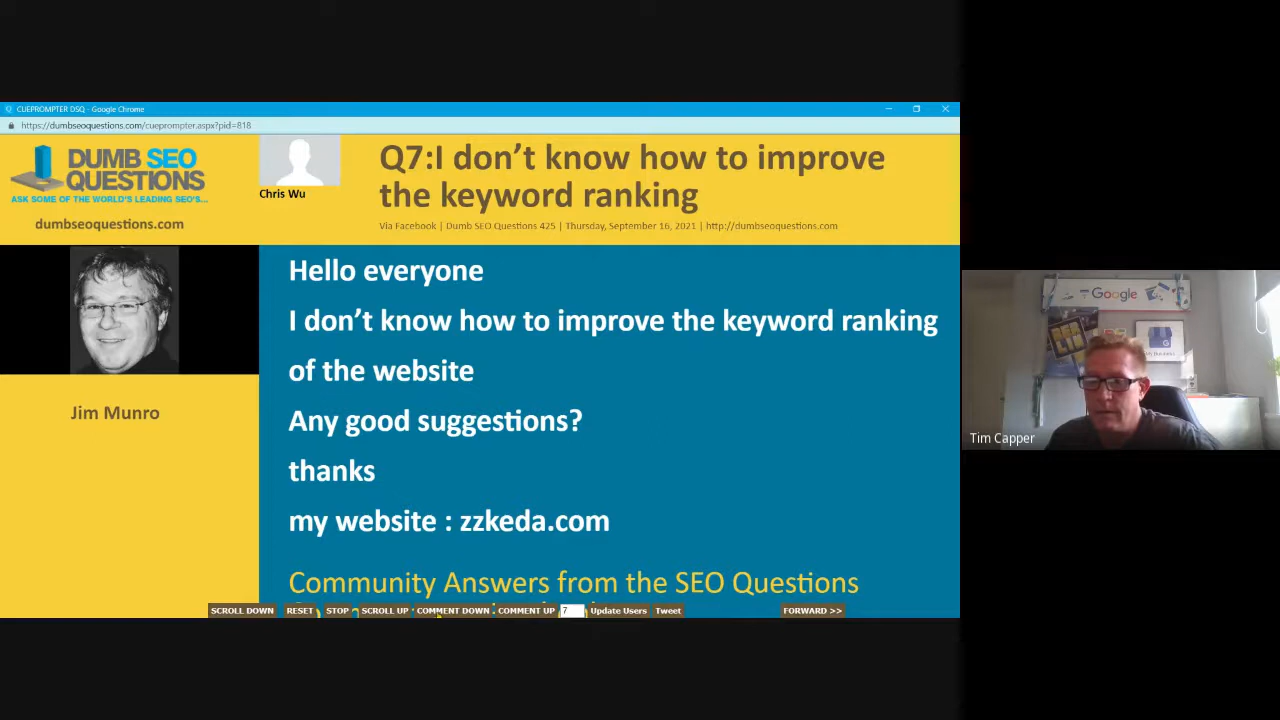 CUEPROMPTER DSQ - Google Chrome
https://dumbseoquestions.com/cueprompter.aspx?pid=818
DUMB SEO
QUESTIONS
ASK SOME OF THE WORLD'S LEADING SEO'S...
dumbseoquestions.com
Chris Wu
Q7:I don't know how to improve
the keyword ranking
Via Facebook | Dumb SEO Questions 425 | Thursday, September 16, 2021 | http://dumbseoquestions.com
Jim Munro
Hello everyone
I don't know how to improve the keyword ranking
of the website
Any good suggestions?
thanks
my website : zzkeda.com
Community Answers from the SEO Questions
SCROLL DOWN RESET STOP SCROLL UP COMMENT DOWN COMMENT UP 7 Update Users Tweet FORWARD >>
Google
Tim Capper